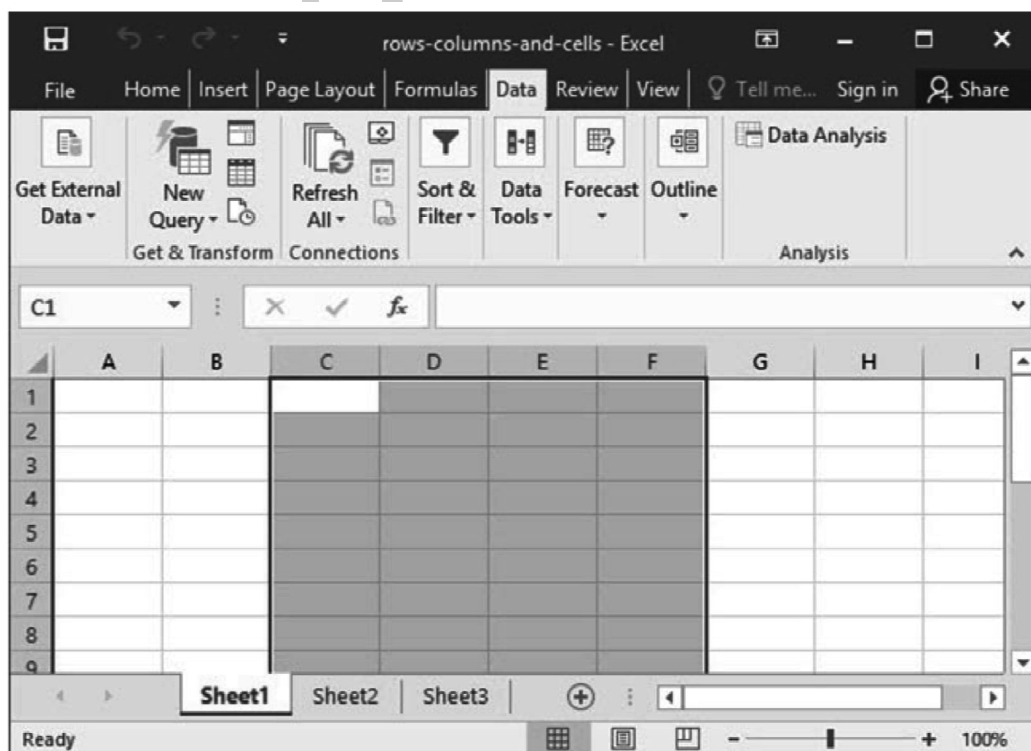 rows-columns-and-cells - Excel
File Home Insert Page Layout Formulas Data Review View Tell me... Sign in Share
Get External Data
New Query
Refresh All
Sort & Filter
Data Tools
Forecast
Outline
Data Analysis
Get & Transform Connections Analysis
C1 fx
A B C D E F G H I
1
2
3
4
5
6
7
8
9
Sheet1 Sheet2 Sheet3
Ready 100%